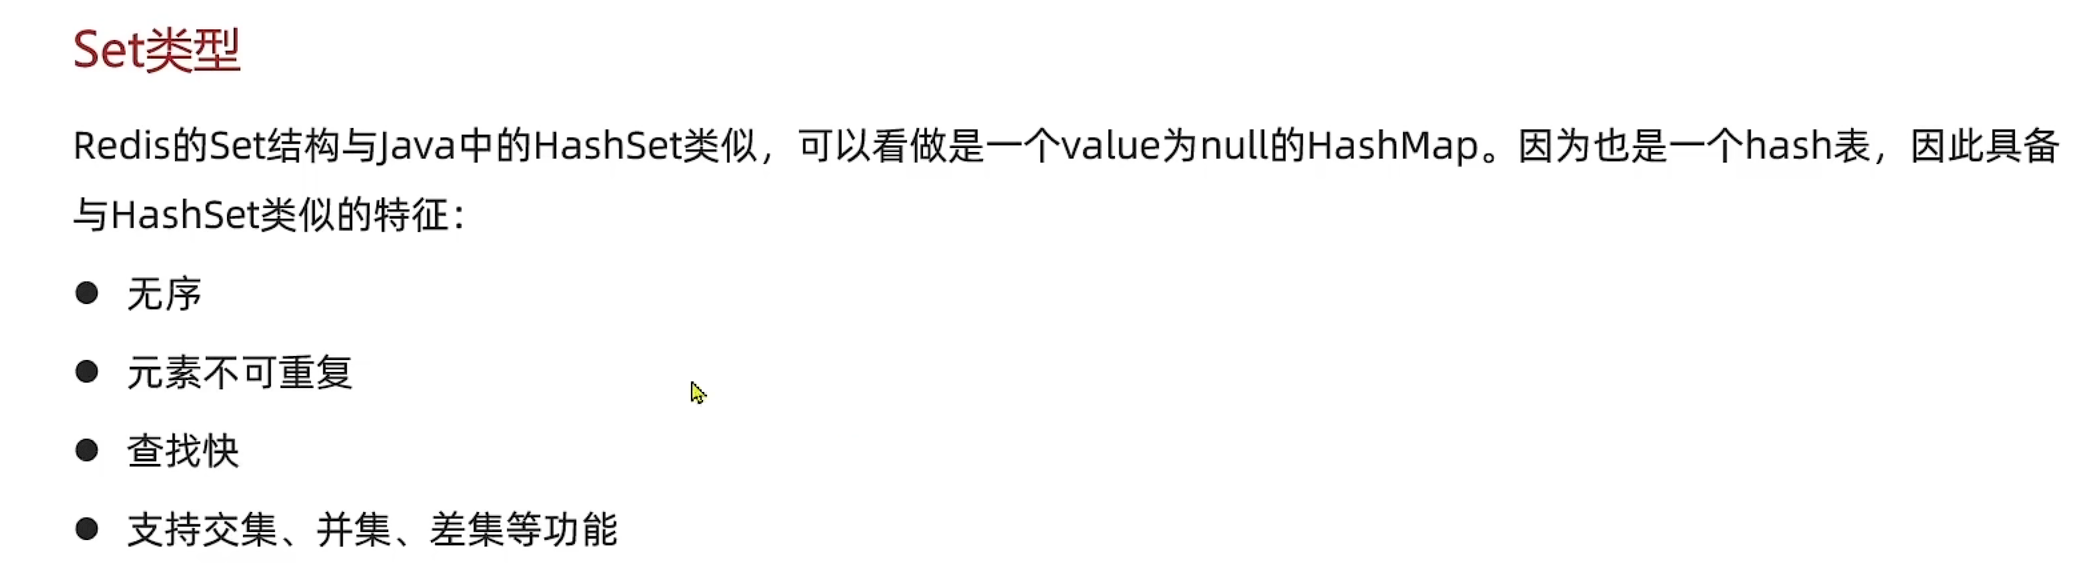 Set类型
Redis的Set结构与Java中的HashSet类似，可以看做是一个value为null的HashMap。因为也是一个hash表，因此具备
与HashSet类似的特征：
● 无序
● 元素不可重复
● 查找快
● 支持交集、并集、差集等功能